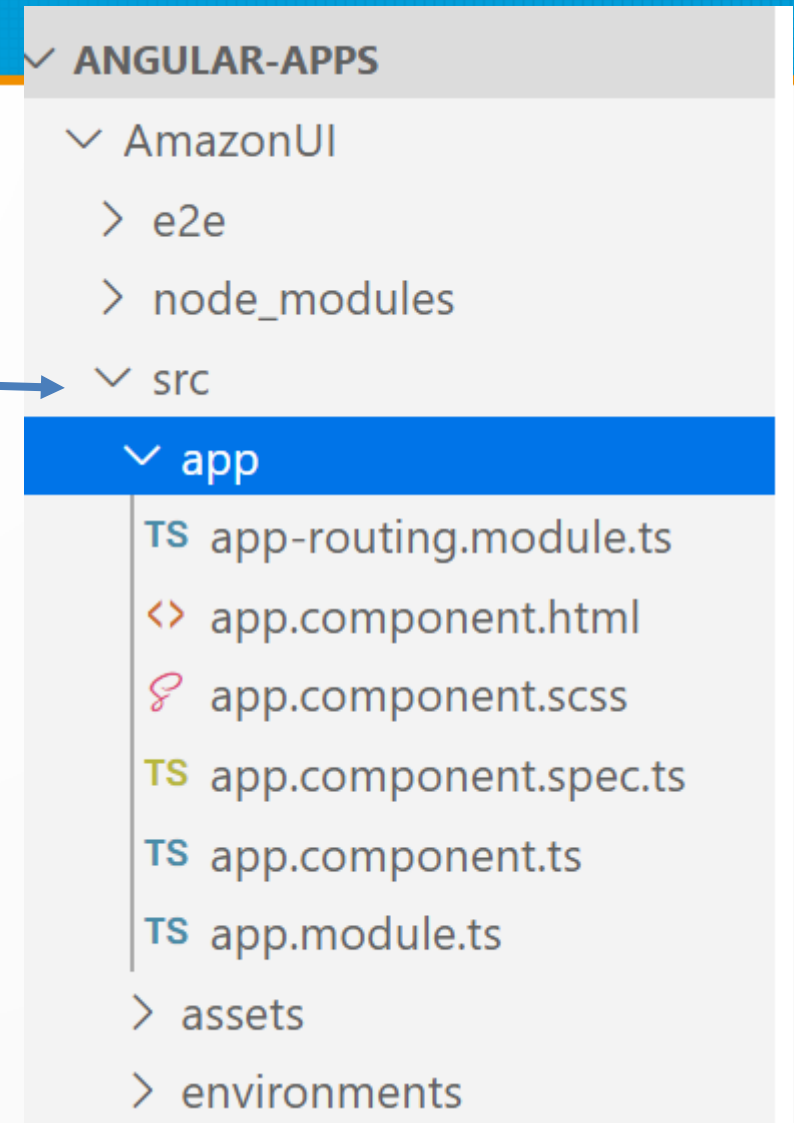 ANGULAR-APPS
AmazonUI
e2e
node_modules
src
app
TS app-routing.module.ts
<> app.component.html
app.component.scss
TS app.component.spec.ts
TS app.component.ts
TS app.module.ts
assets
environments